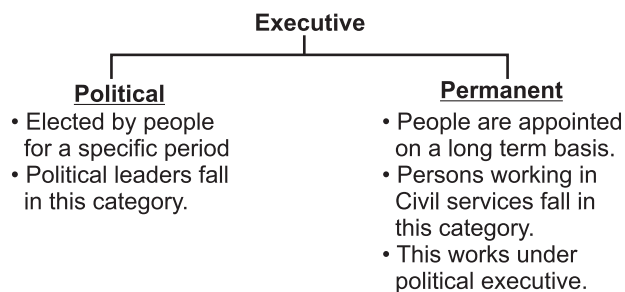 Executive
Political
• Elected by people
for a specific period
• Political leaders fall
in this category.
Permanent
• People are appointed
on a long term basis.
• Persons working in
Civil services fall in
this category.
• This works under
political executive.